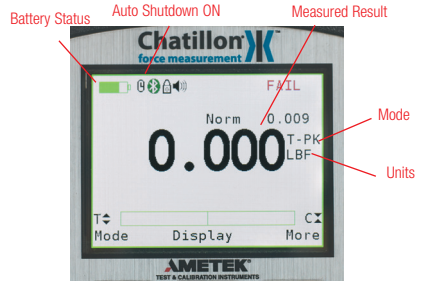 Battery Status
Auto Shutdown ON
Measured Result
Chatillon
force measurement
FAIL
Norm 0.009
Mode
0.000
T-PK
LBF
Units
T C
Mode Display More
AMETEK®
TEST & CALIBRATION INSTRUMENTS